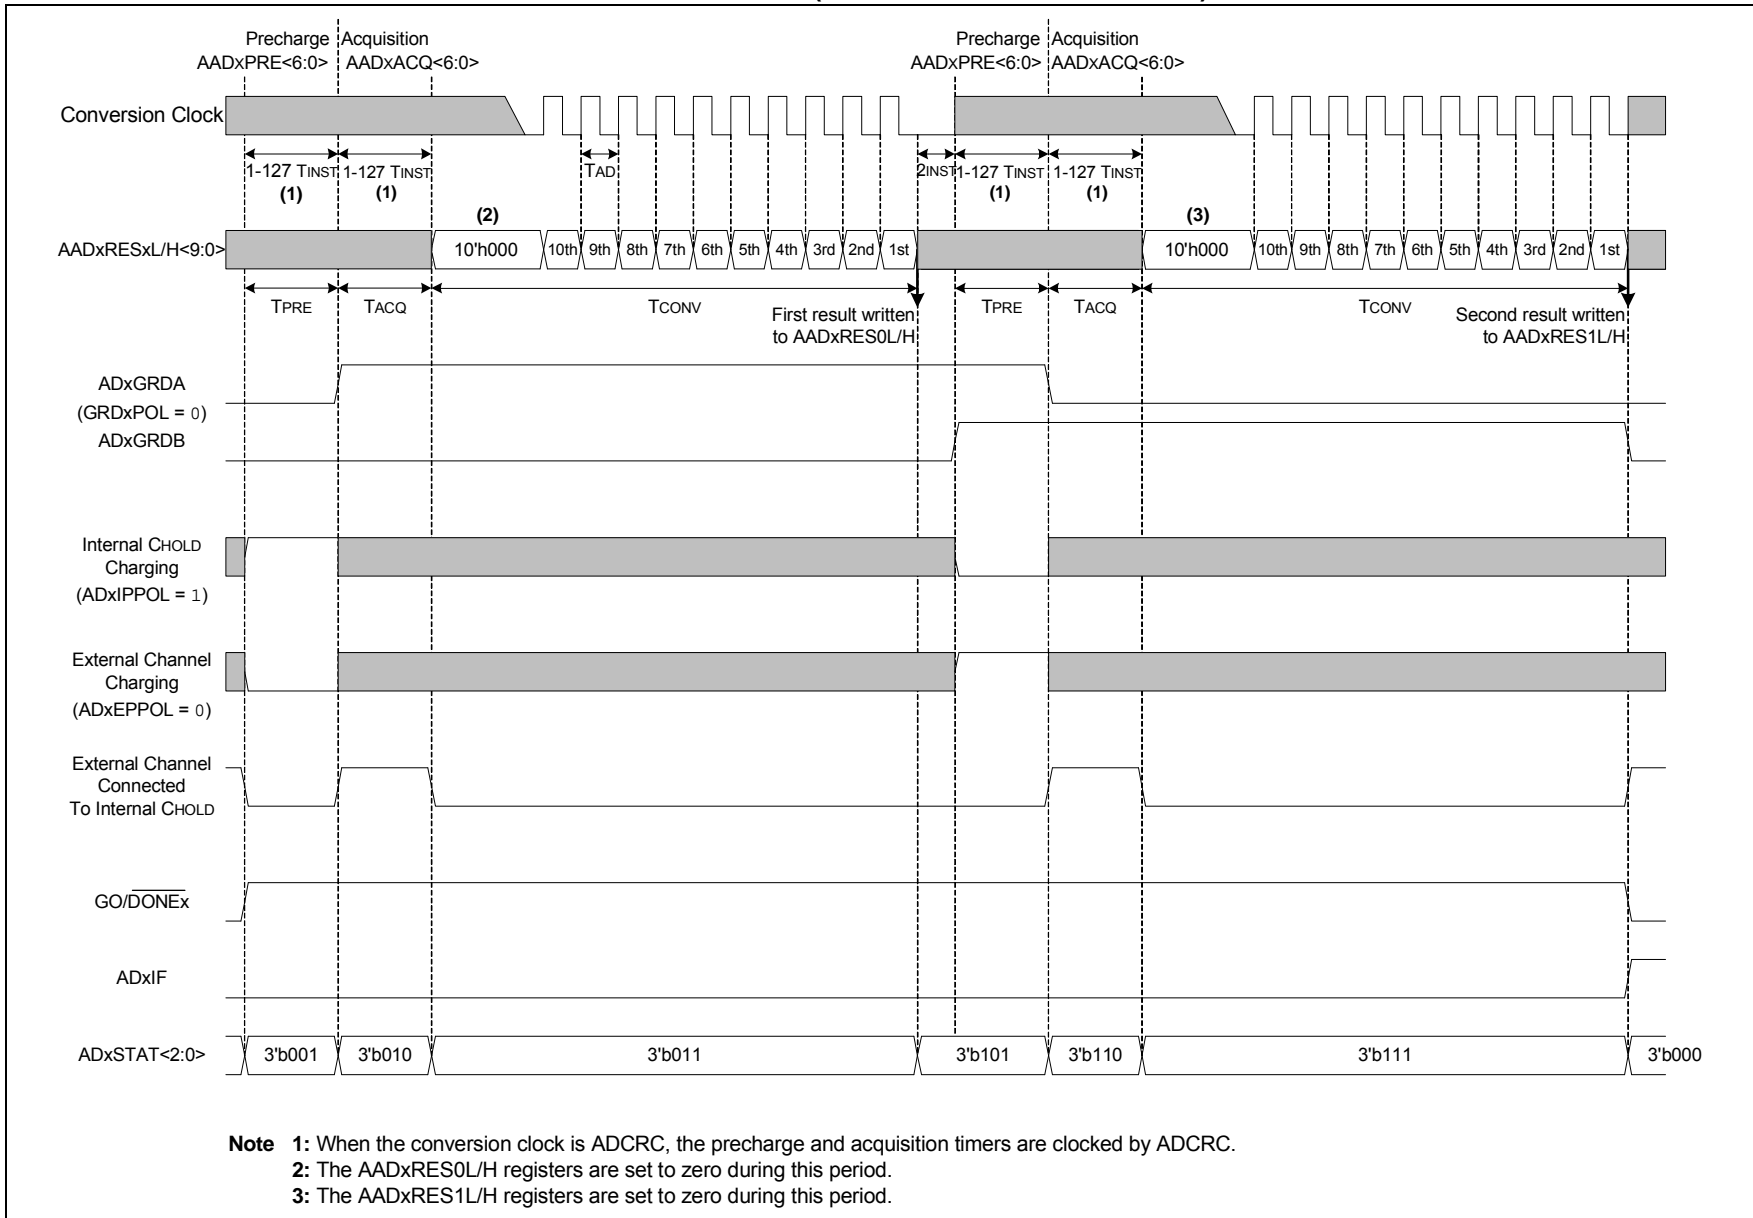 Precharge Acquisition Precharge Acquisition
AADxPRE<6:0> AADxACQ<6:0> AADxPRE<6:0> AADxACQ<6:0>
Conversion Clock
1-127 TINST 1-127 TINST TAD 2INST 1-127 TINST 1-127 TINST
(1) (1) (1) (1)
(2) (3)
AADxRESxL/H<9:0> 10'h000 10th 9th 8th 7th 6th 5th 4th 3rd 2nd 1st 10'h000 10th 9th 8th 7th 6th 5th 4th 3rd 2nd 1st
TPRE TACQ TCONV TPRE TACQ TCONV
First result written
to AADxRES0L/H
Second result written
to AADxRES1L/H
ADxGRDA
(GRDxPOL = 0)
ADxGRDB
Internal CHOLD
Charging
(ADxIPPOL = 1)
External Channel
Charging
(ADxEPPOL = 0)
External Channel
Connected
To Internal CHOLD
GO/DONEx
ADxIF
ADxSTAT<2:0> 3'b001 3'b010 3'b011 3'b101 3'b110 3'b111 3'b000
Note 1: When the conversion clock is ADCRC, the precharge and acquisition timers are clocked by ADCRC.
2: The AADxRES0L/H registers are set to zero during this period.
3: The AADxRES1L/H registers are set to zero during this period.